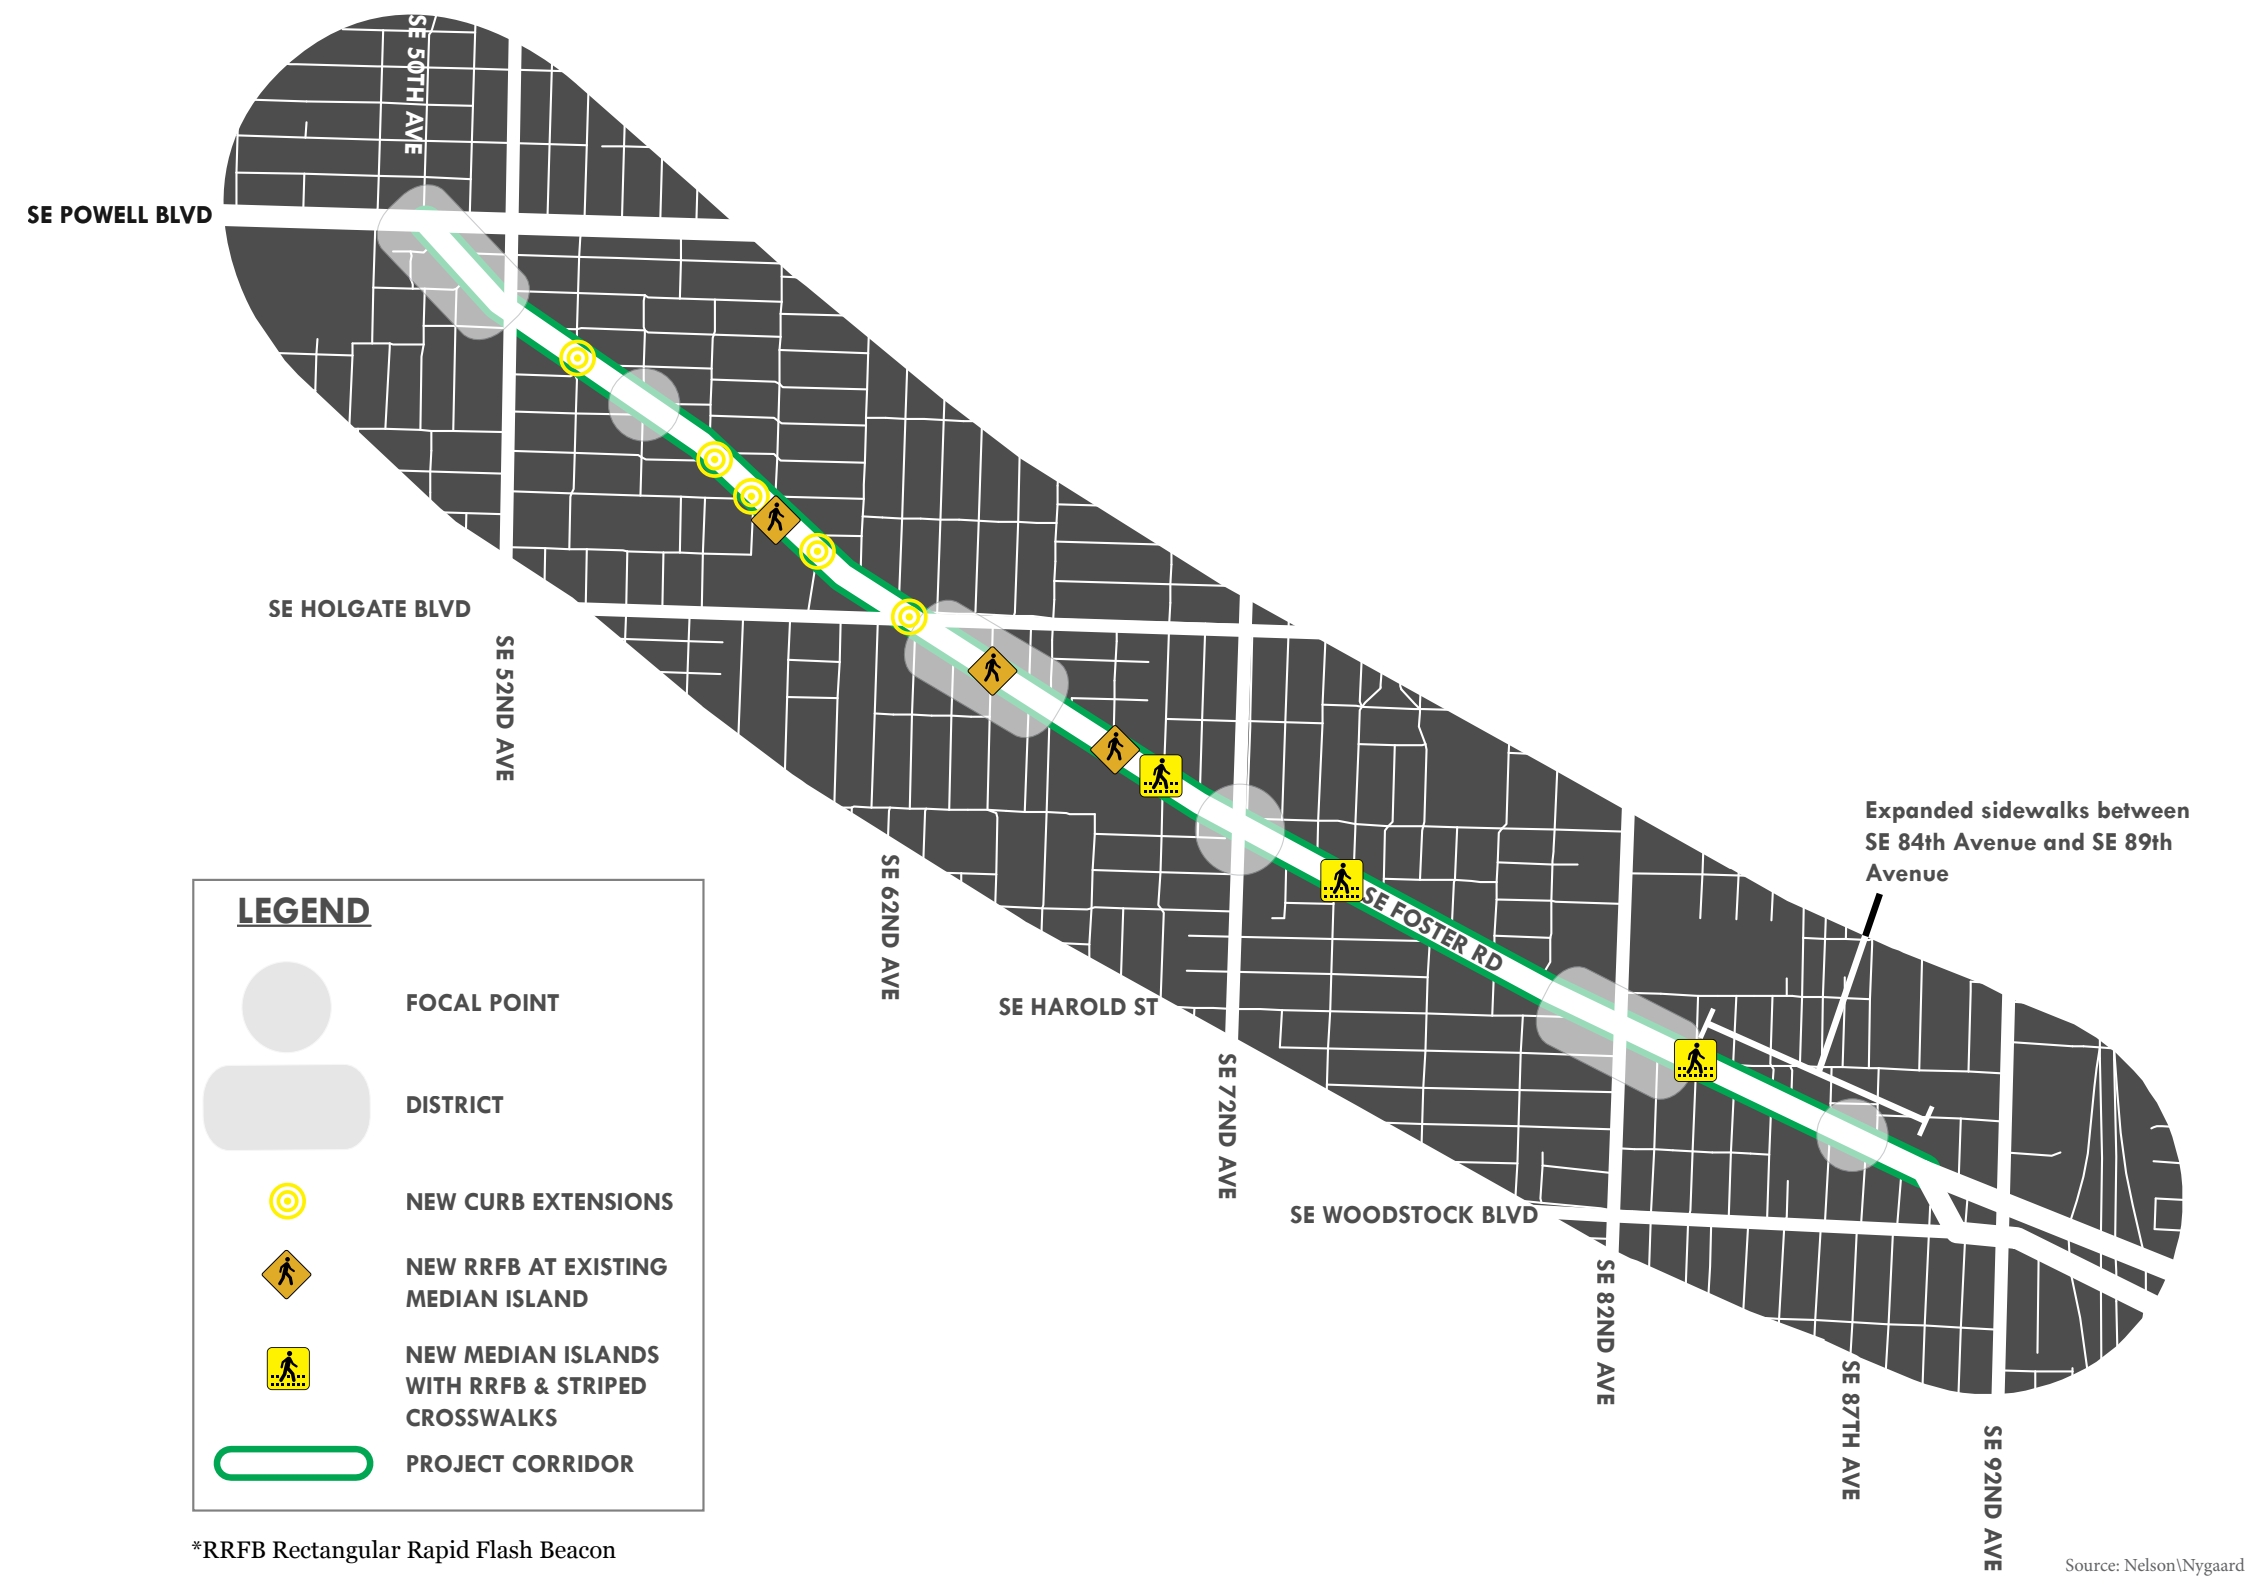 SE 50TH AVE
SE POWELL BLVD
SE HOLGATE BLVD
SE 52ND AVE
Expanded sidewalks between
SE 84th Avenue and SE 89th
Avenue
SE 62ND AVE
SE FOSTER RD
SE HAROLD ST
SE 72ND AVE
SE WOODSTOCK BLVD
SE 82ND AVE
SE 87TH AVE
SE 92ND AVE
LEGEND
FOCAL POINT
DISTRICT
NEW CURB EXTENSIONS
NEW RRFB AT EXISTING
MEDIAN ISLAND
NEW MEDIAN ISLANDS
WITH RRFB & STRIPED
CROSSWALKS
PROJECT CORRIDOR
*RRFB Rectangular Rapid Flash Beacon
Source: Nelson\Nygaard